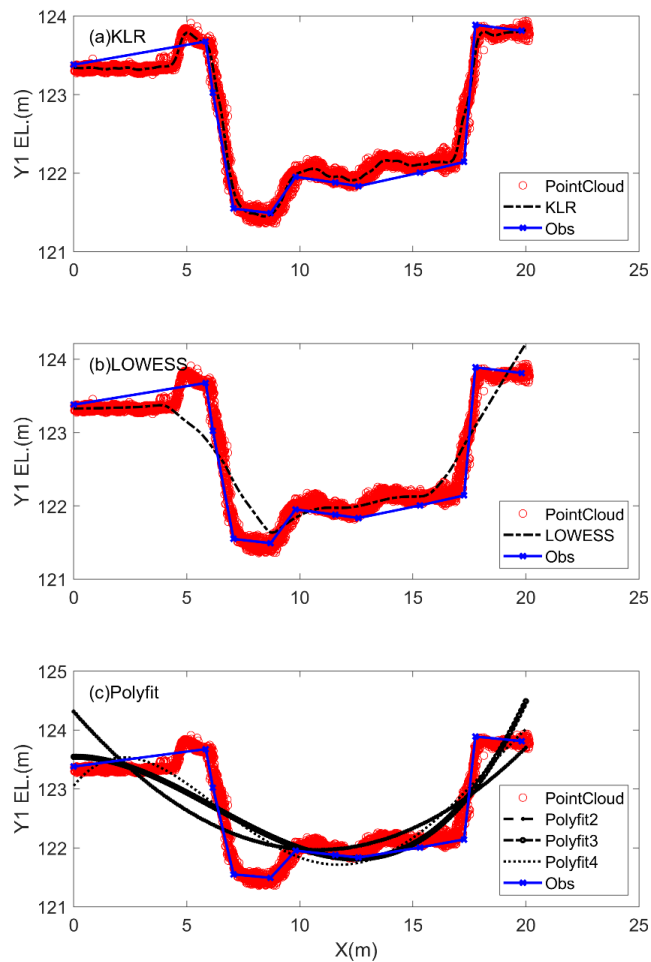 124
(a)KLR
123
122
121
Y1 EL.(m)
PointCloud
KLR
Obs
0 5 10 15 20 25
124
(b)LOWESS
123
122
121
Y1 EL.(m)
PointCloud
LOWESS
Obs
0 5 10 15 20 25
125
(c)Polyfit
124
123
122
121
Y1 EL.(m)
PointCloud
Polyfit2
Polyfit3
Polyfit4
Obs
0 5 10 15 20 25
X(m)